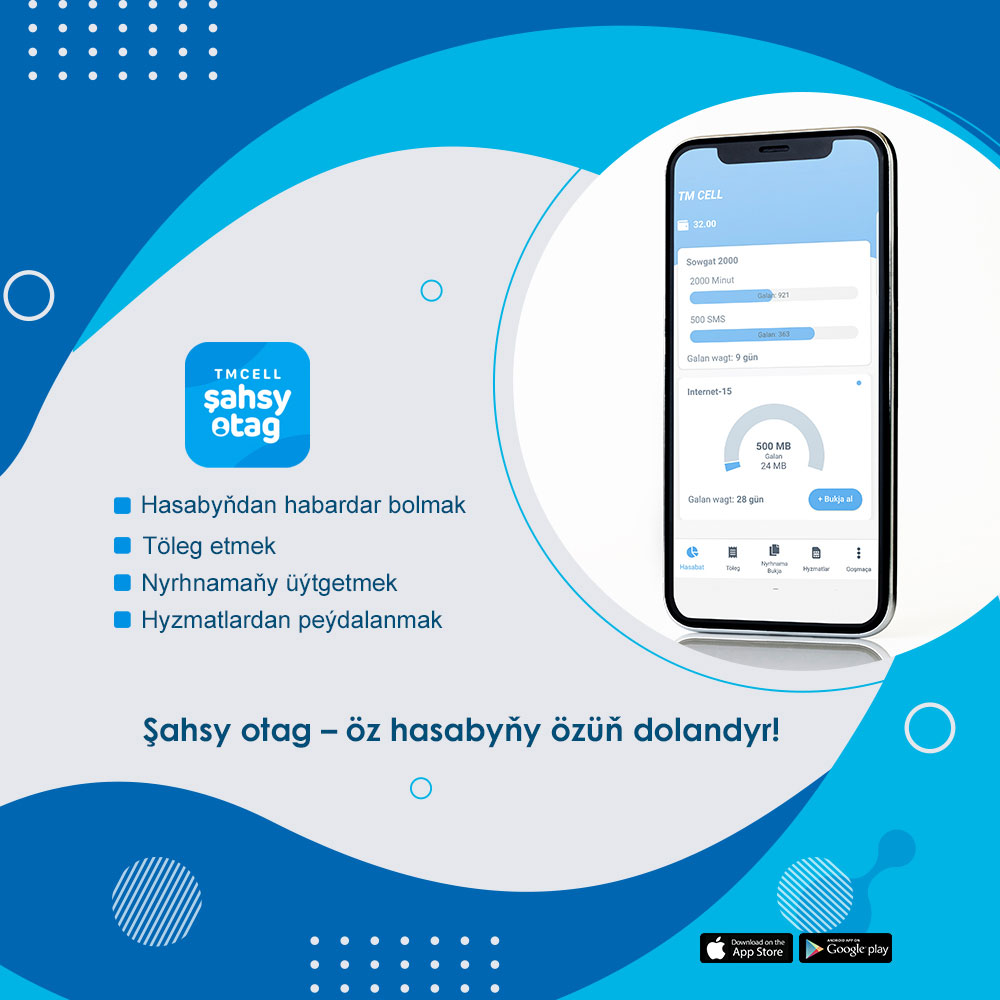 TM CELL
32.00
Sowgat 2000
2000 Minut
Galan: 921
500 SMS
Galan: 363
Galan wagt: 9 gün
Internet-15
500 MB
Galan
24 MB
Galan wagt: 28 gün
+ Bukja al
Hasabat
Töleg
Nyrhnama
Bukja
Hyzmatlar
Goşmaça
TMCELL
şahsy
otag
Hasabyňdan habardar bolmak
Töleg etmek
Nyrhnamaňy üýtgetmek
Hyzmatlardan peýdalanmak
Şahsy otag – öz hasabyňy özüň dolandyr!
Download on the
App Store
ANDROID APP ON
Google play